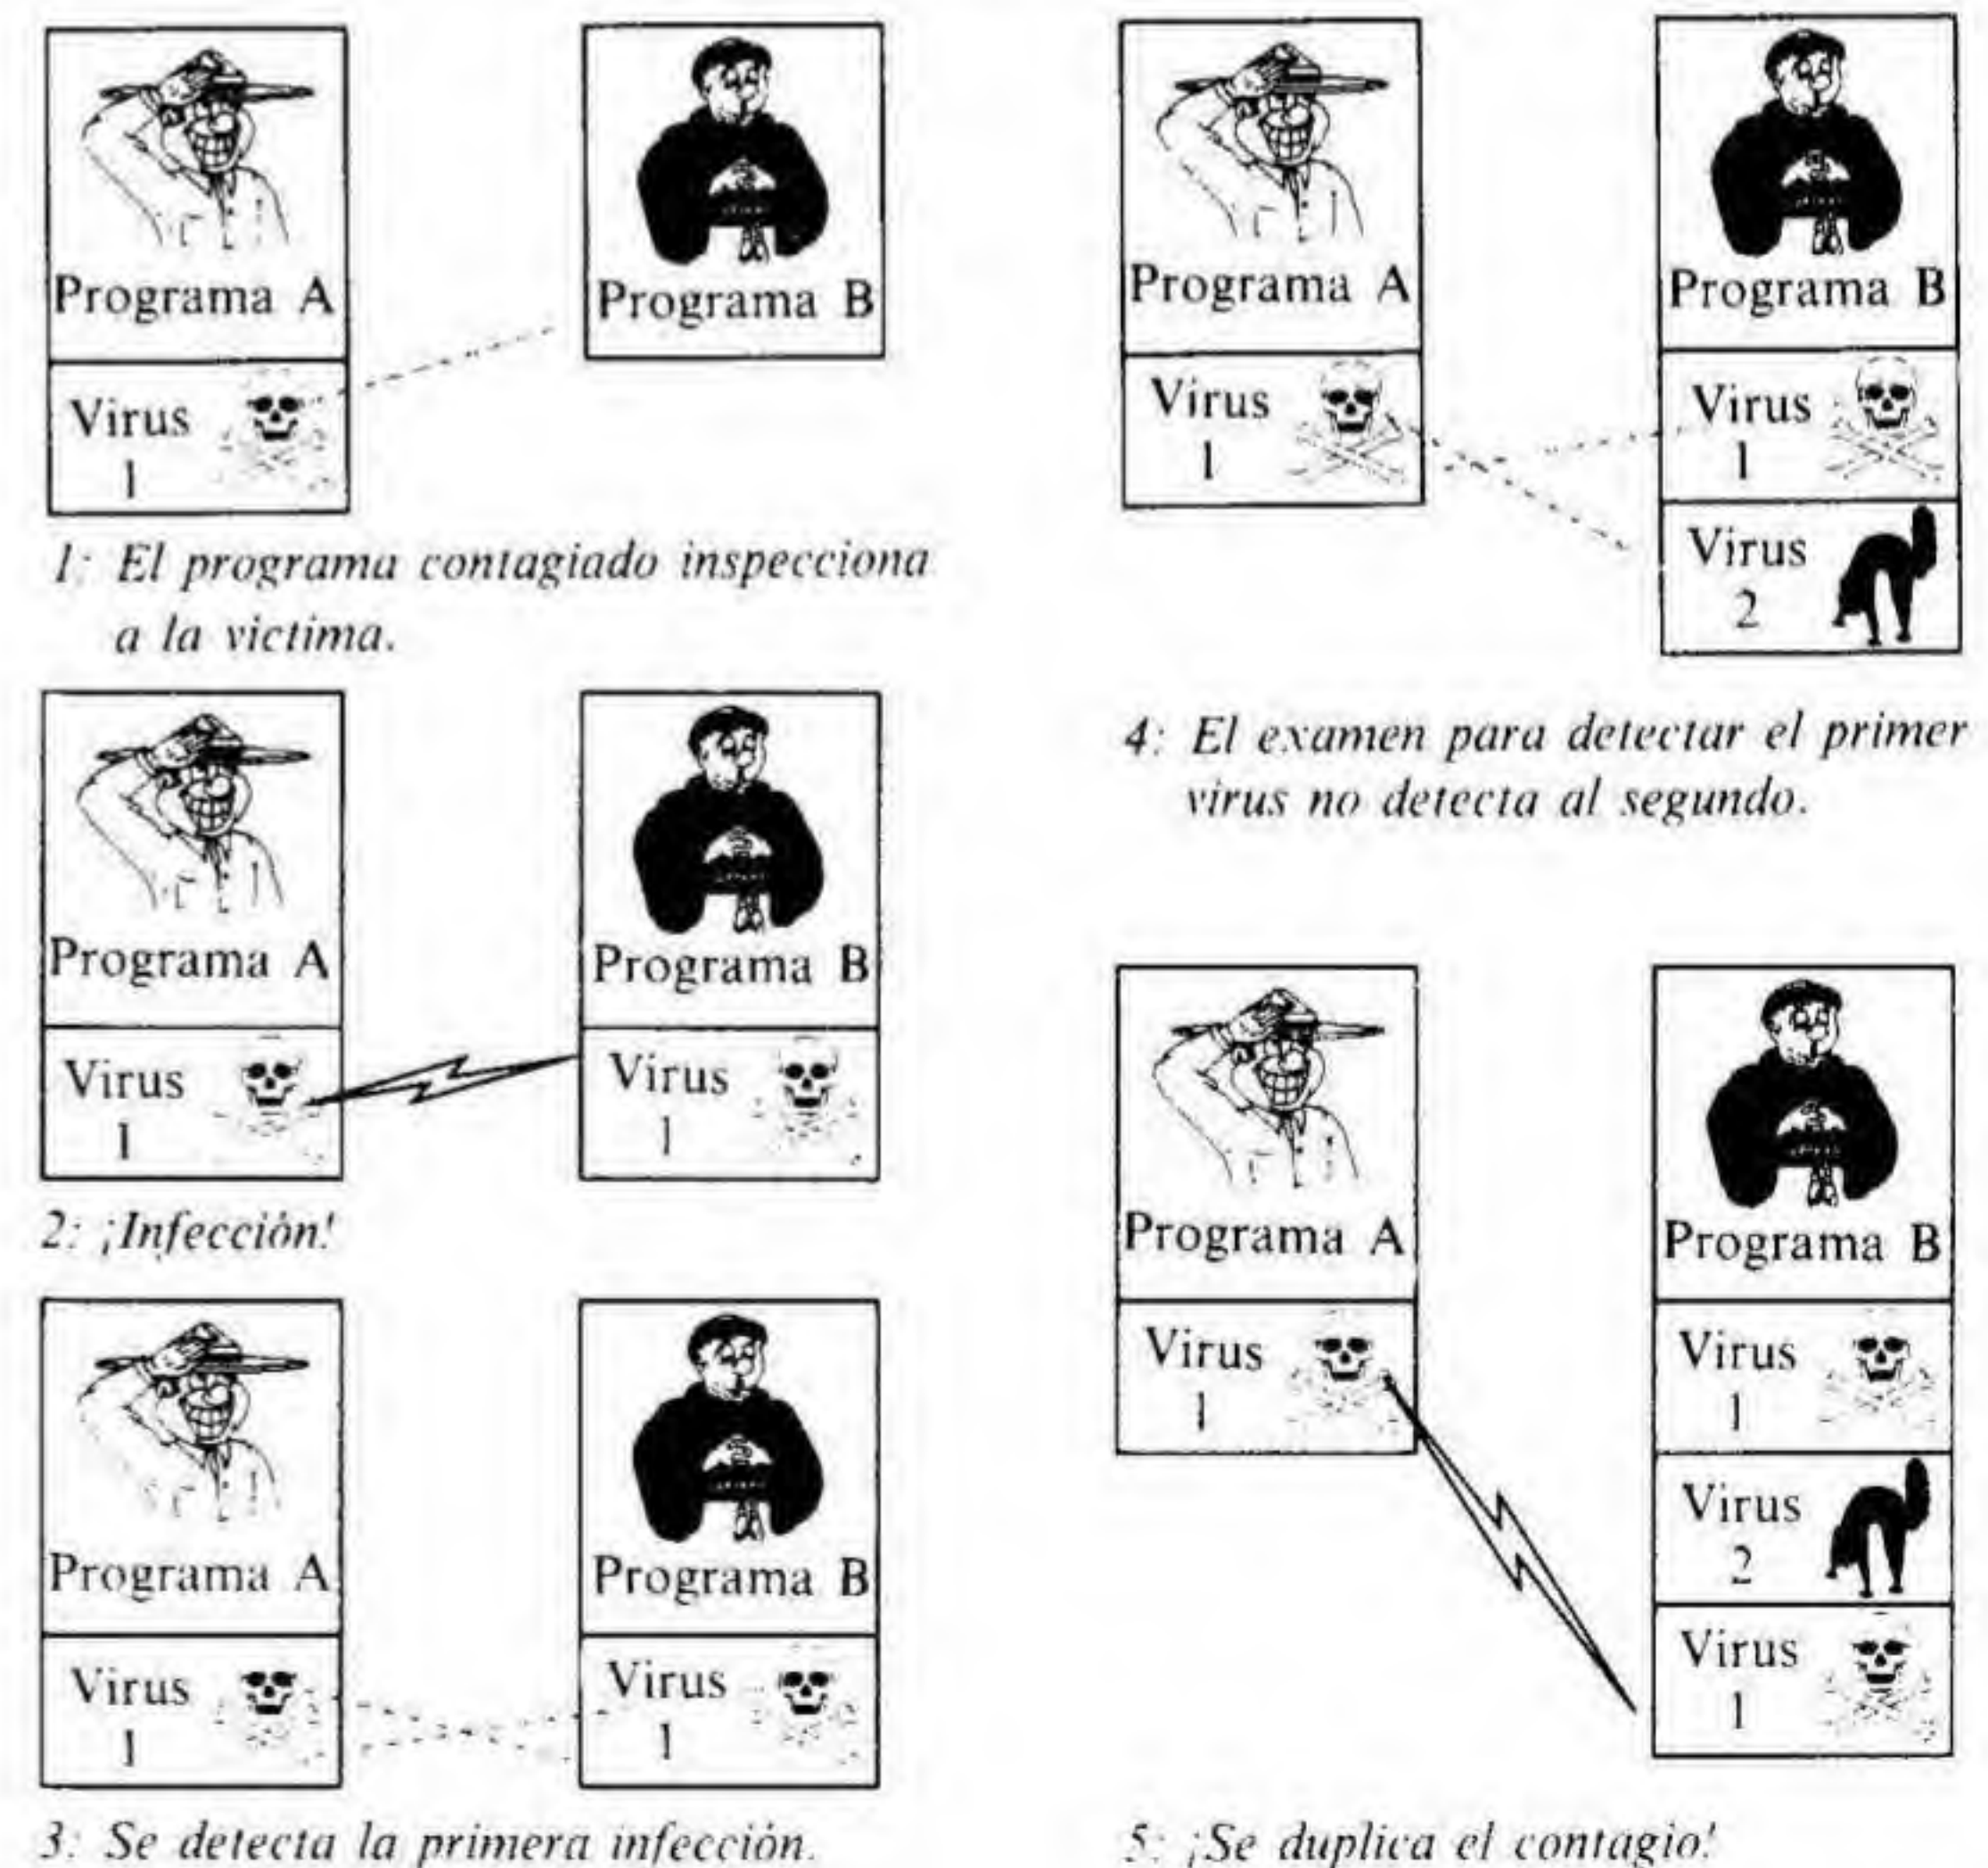 Programa A
Programa B
Virus
1
1: El programa contagiado inspecciona
a la victima.
Programa A
Programa B
Virus
1
Virus
1
2: ¡Infección!
Programa A
Programa B
Virus
1
Virus
1
3: Se detecta la primera infección.
Programa A
Programa B
Virus
1
Virus
1
Virus
2
4: El examen para detectar el primer
virus no detecta al segundo.
Programa A
Programa B
Virus
1
Virus
1
Virus
2
Virus
1
5: ¡Se duplica el contagio!